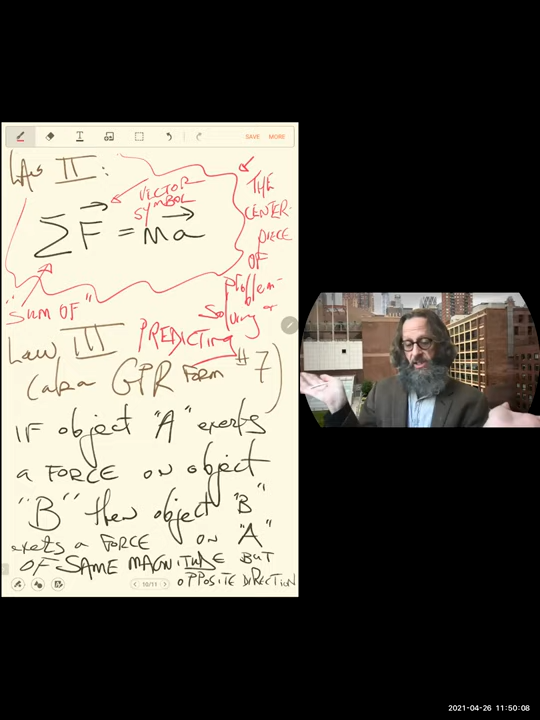 SAVE MORE
Law II:
VECTOR
SYMBOL
ΣF = ma
THE
CENTER-
PIECE
OF
Problem-
Solving or
PREDICTING
"SUM OF"
Law III
(aka GPR Form #7)
IF object "A" exerts
a FORCE on object
"B" then object "B"
exerts a FORCE on "A"
OF SAME MAGNITUDE BUT
OPPOSITE DIRECTION
10/11
2021-04-26 11:50:08